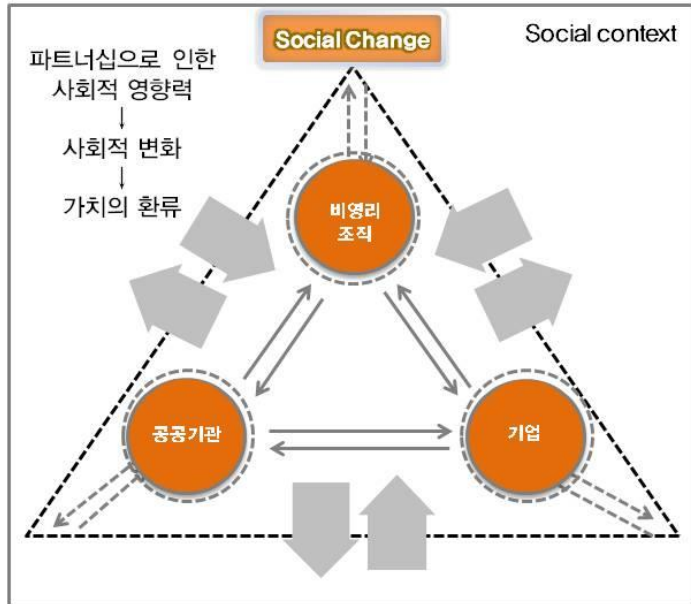 Social Change
Social context
파트너십으로 인한
사회적 영향력
↓
사회적 변화
↓
가치의 환류
비영리
조직
공공기관
기업